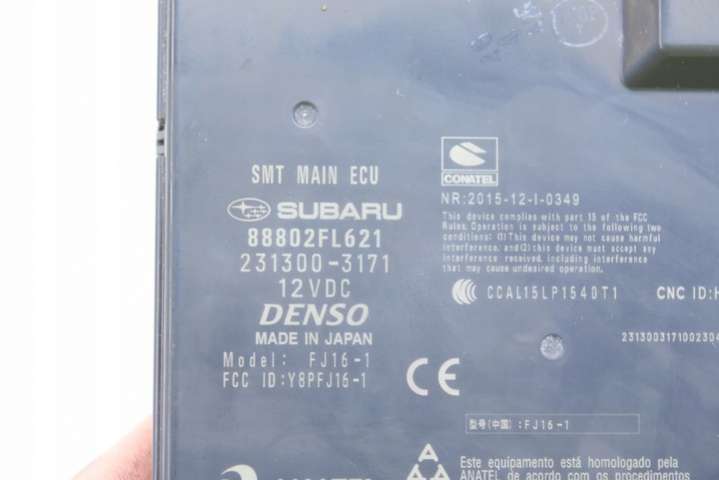 SMT MAIN ECU
SUBARU
88802FL621
231300-3171
12VDC
DENSO
MADE IN JAPAN
Model: FJ16-1
FCC ID:Y8PFJ16-1
CE
CONATEL
NR:2015-12-I-0349
This device complies with part 15 of the FCC
Rules. Operation is subject to the following two
conditions: (1)This device may not cause harmful
interference, and(2)this device must accept any
interference received, including interference
that may cause undesired operation.
CCAL15LP1540T1
CNC ID:H
2313003171002304
型号(中国):FJ16-1
ANATEL
Este equipamento está homologado pela
ANATEL de acordo com os procedimentos